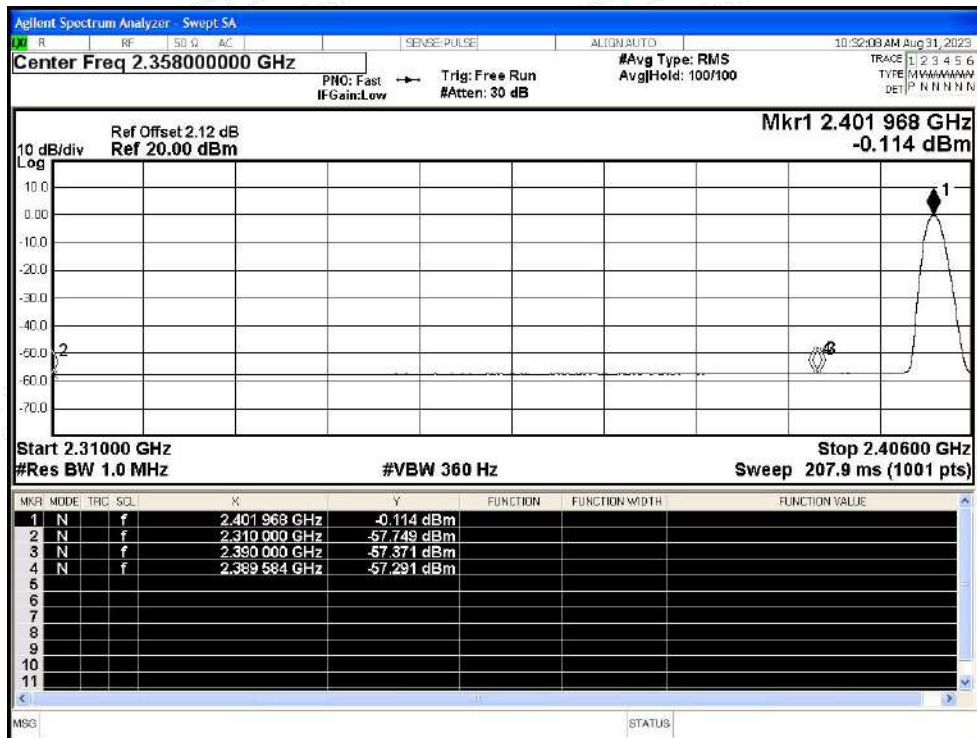 Agilent Spectrum Analyzer - Swept SA
LXI R RF 50 Ω AC SENSE:PULSE ALIGN AUTO 10:32:08 AM Aug 31, 2023
Center Freq 2.358000000 GHz #Avg Type: RMS TRACE 1 2 3 4 5 6
PNO: Fast Trig: Free Run Avg|Hold: 100/100 TYPE M WWWWW
IFGain:Low #Atten: 30 dB DET P N N N N N
Mkr1 2.401 968 GHz
Ref Offset 2.12 dB
10 dB/div Ref 20.00 dBm -0.114 dBm
Log
10.0
1
0.00
-10.0
-20.0
-30.0
-40.0
-50.0 2 3
-60.0
-70.0
Start 2.31000 GHz Stop 2.40600 GHz
#Res BW 1.0 MHz #VBW 360 Hz Sweep 207.9 ms (1001 pts)
MKR MODE TRC SCL X Y FUNCTION FUNCTION WIDTH FUNCTION VALUE
1 N f 2.401 968 GHz -0.114 dBm
2 N f 2.310 000 GHz -57.749 dBm
3 N f 2.390 000 GHz -57.371 dBm
4 N f 2.389 584 GHz -57.291 dBm
5
6
7
8
9
10
11
MSG STATUS